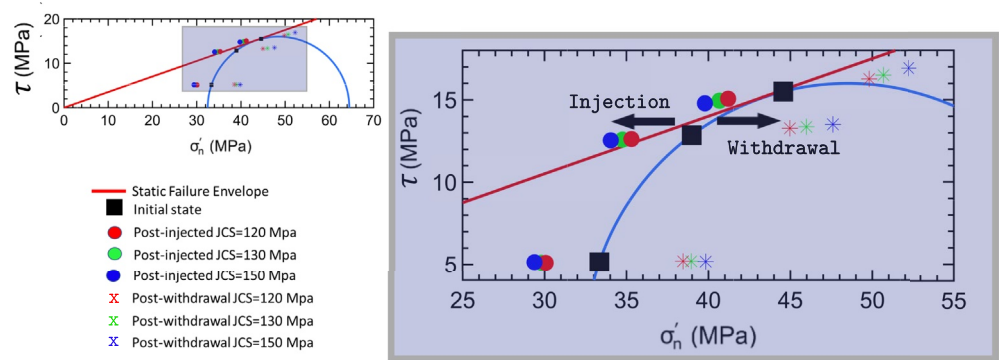 20
10
0
τ (MPa)
0 10 20 30 40 50 60 70
σ′n (MPa)
Static Failure Envelope
Initial state
Post-injected JCS=120 Mpa
Post-injected JCS=130 Mpa
Post-injected JCS=150 Mpa
X Post-withdrawal JCS=120 Mpa
X Post-withdrawal JCS=130 Mpa
X Post-withdrawal JCS=150 Mpa
15
10
5
τ (MPa)
Injection
Withdrawal
25 30 35 40 45 50 55
σ′n (MPa)